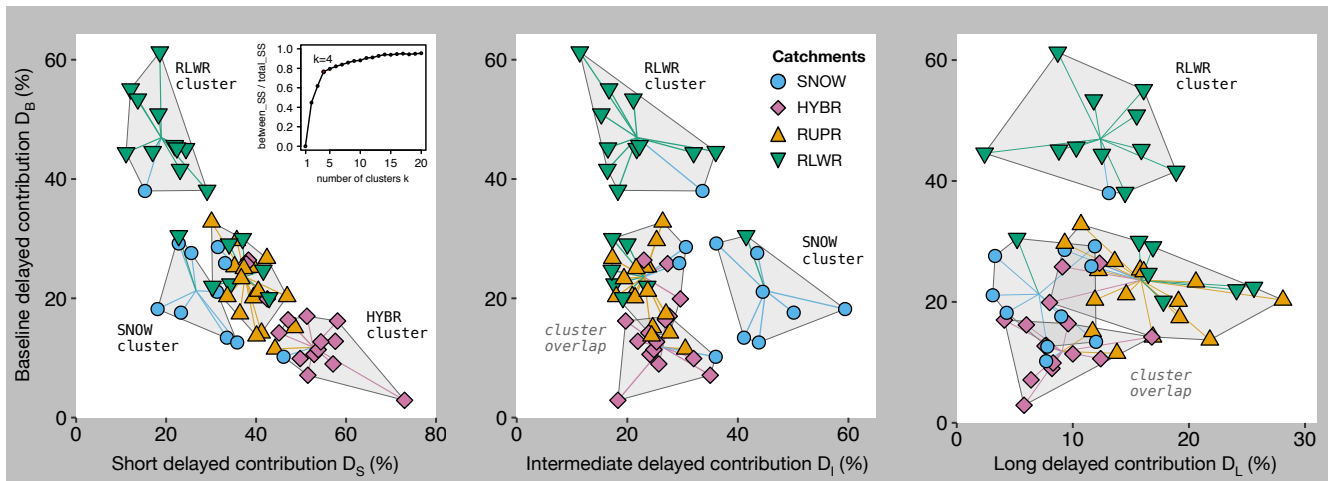 Baseline delayed contribution D_B (%)
60
40
20
0
0
20
40
60
80
Short delayed contribution D_S (%)
RLWR
cluster
SNOW
cluster
HYBR
cluster
between_SS / total_SS
1.0
0.8
0.6
0.4
0.2
0.0
k=4
1
5
10
15
20
number of clusters k
60
40
20
0
20
40
60
Intermediate delayed contribution D_I (%)
RLWR
cluster
SNOW
cluster
cluster
overlap
Catchments
SNOW
HYBR
RUPR
RLWR
60
40
20
0
0
10
20
30
Long delayed contribution D_L (%)
RLWR
cluster
cluster
overlap